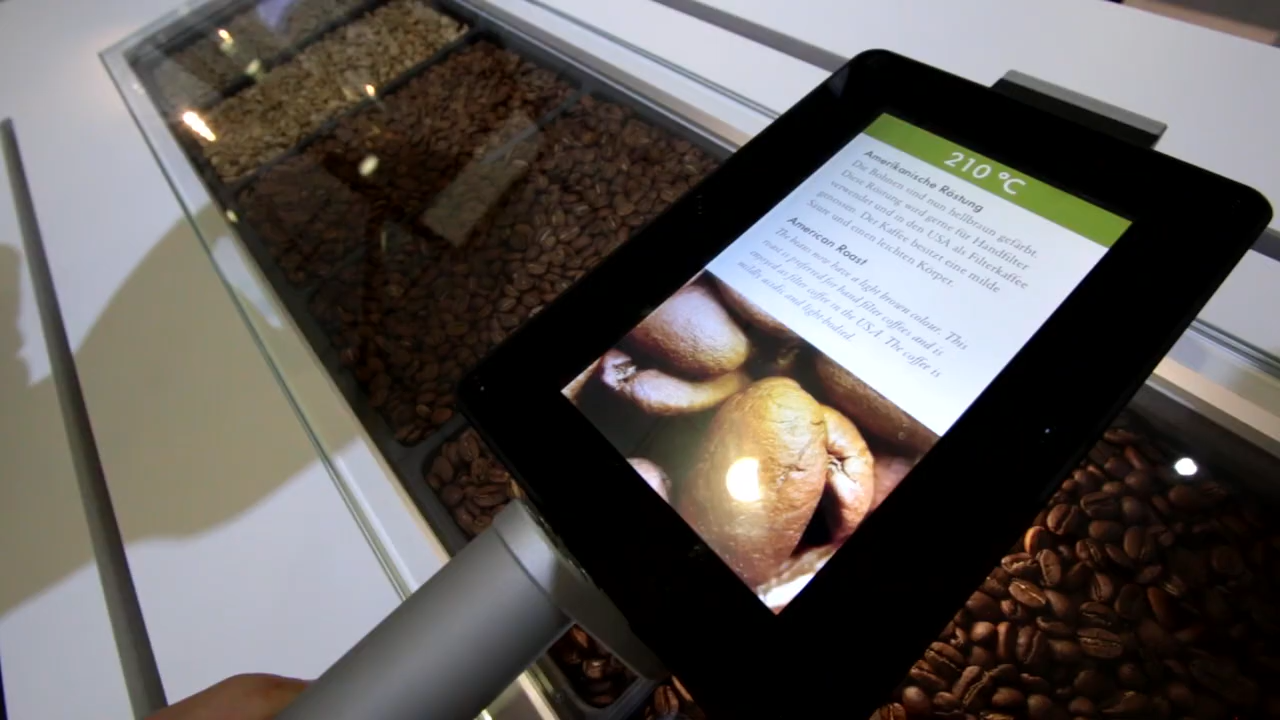 210 °C
Amerikanische Röstung
Die Bohnen sind nun hellbraun gefärbt.
Diese Röstung wird gerne für Handfilter
verwendet und in den USA als Filterkaffee
genossen. Der Kaffee besitzt eine milde
Säure und einen leichten Körper.
American Roast
The beans now have a light brown colour. This
roast is preferred for hand filter coffees and is
enjoyed as filter coffee in the USA. The coffee is
mildly acidic and light-bodied.